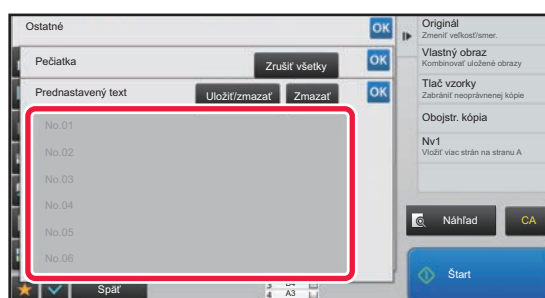 Ostatné OK
Pečiatka Zrušiť všetky OK
Prednastavený text Uložiť/zmazať Zmazať OK
No.01
No.02
No.03
No.04
No.05
No.06
Späť
4 A3
Originál
Zmeniť veľkosť/smer.
Vlastný obraz
Kombinovať uložené obrazy
Tlač vzorky
Zabrániť neoprávnenej kópie
Obojstr. kópia
Nv1
Vložiť viac strán na stranu A
Náhľad CA
Štart